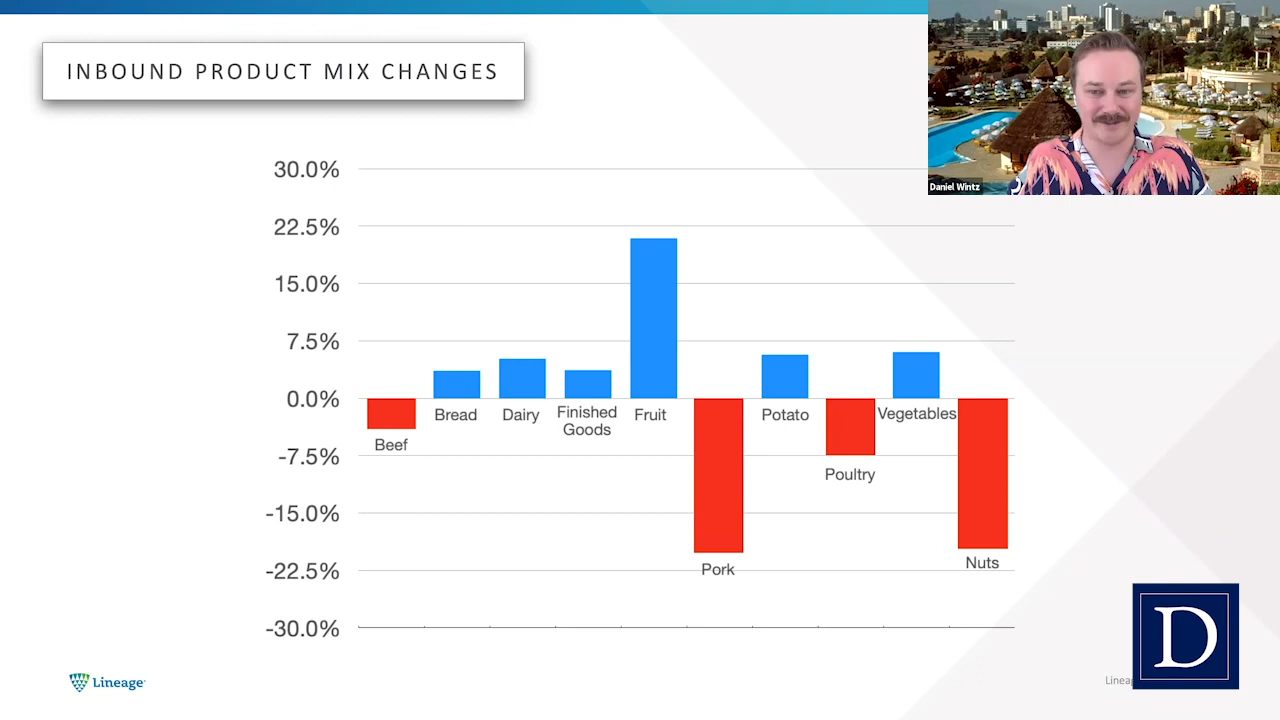 INBOUND PRODUCT MIX CHANGES
Daniel Wintz
30.0%
22.5%
15.0%
7.5%
0.0%
-7.5%
-15.0%
-22.5%
-30.0%
Beef
Bread
Dairy
Finished
Goods
Fruit
Pork
Potato
Poultry
Vegetables
Nuts
Lineage
D